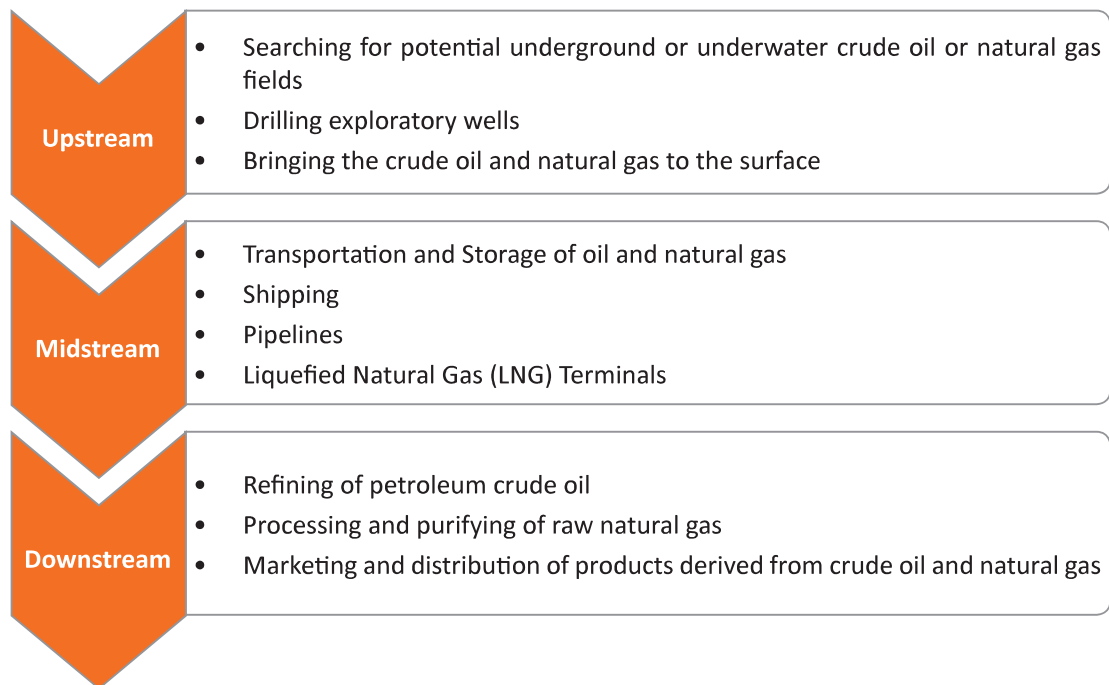 Upstream
• Searching for potential underground or underwater crude oil or natural gas
fields
• Drilling exploratory wells
• Bringing the crude oil and natural gas to the surface
Midstream
• Transportation and Storage of oil and natural gas
• Shipping
• Pipelines
• Liquefied Natural Gas (LNG) Terminals
Downstream
• Refining of petroleum crude oil
• Processing and purifying of raw natural gas
• Marketing and distribution of products derived from crude oil and natural gas